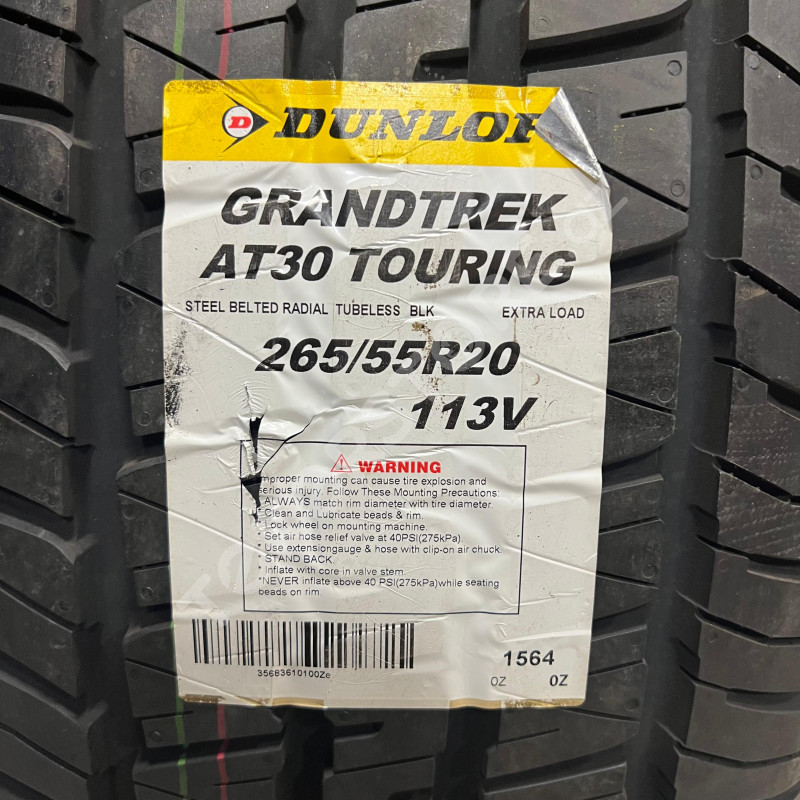 D DUNLOP
GRANDTREK
AT30 TOURING
STEEL BELTED RADIAL TUBELESS BLK EXTRA LOAD
265/55R20
113V
WARNING
mproper mounting can cause tire explosion and
serious injury. Follow These Mounting Precautions:
ALWAYS match rim diameter with tire diameter.
Clean and Lubricate beads & rim.
Lock wheel on mounting machine.
* Set air hose relief valve at 40PSI(275kPa).
* Use extensiongauge & hose with clip-on air chuck.
* STAND BACK.
* Inflate with core in valve stem.
*NEVER inflate above 40 PSI(275kPa)while seating
beads on rim.
35683610100Ze
1564
OZ OZ